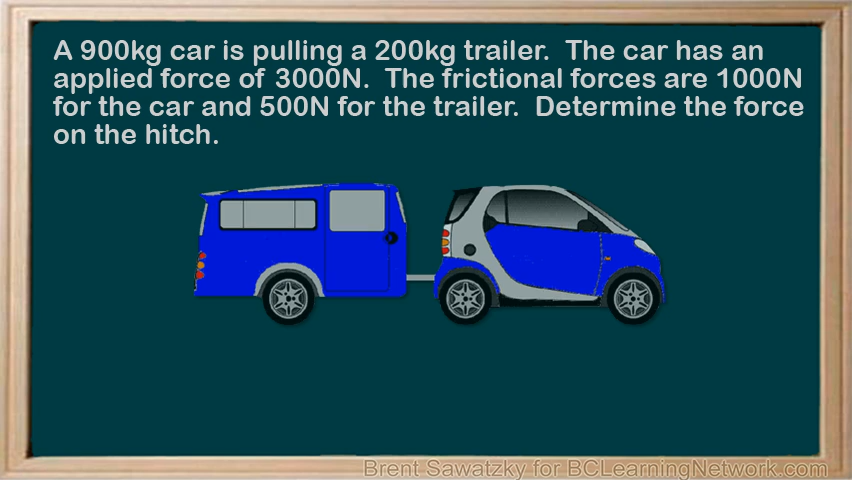 A 900kg car is pulling a 200kg trailer. The car has an
applied force of 3000N. The frictional forces are 1000N
for the car and 500N for the trailer. Determine the force
on the hitch.
Brent Sawatzky for BCLearningNetwork.com